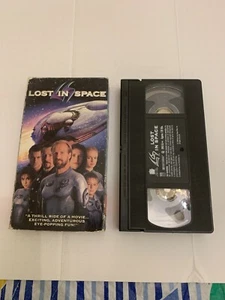 LOST IN SPACE
"A THRILL RIDE OF A MOVIE...
EXCITING, ADVENTUROUS,
EYE-POPPING FUN!"
LOST
IN
SPACE